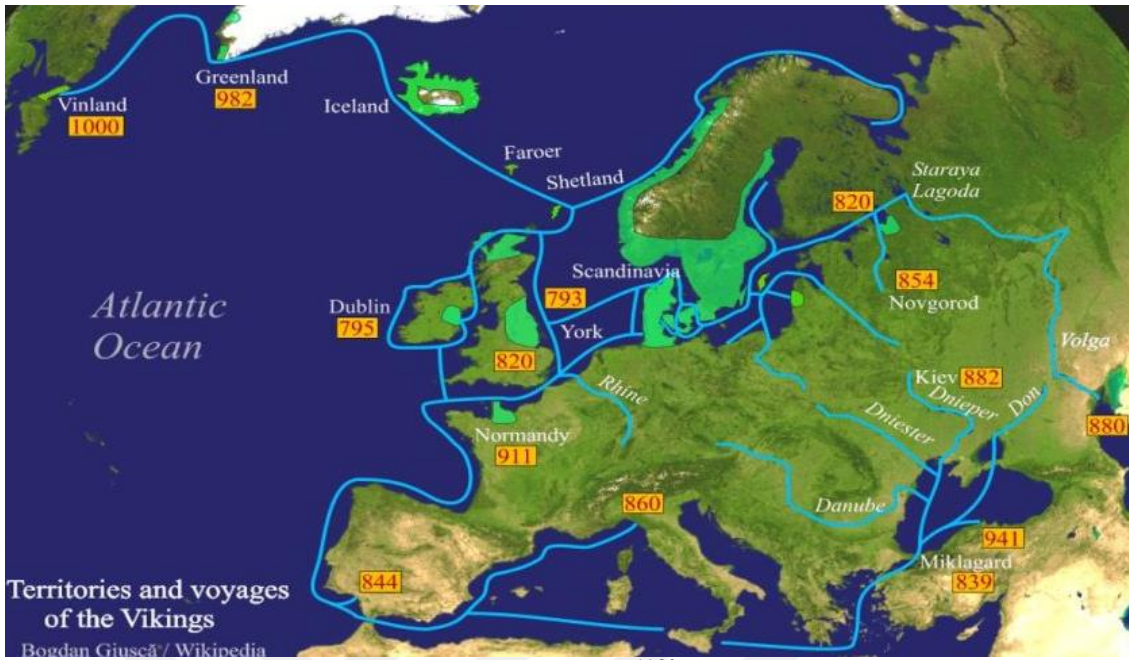 Greenland
982
Vinland
1000
Iceland
Faroer
Shetland
Staraya
Lagoda
820
Scandinavia
854
Novgorod
793
Dublin
795
York
820
Atlantic
Ocean
Volga
Kiev 882
Rhine
Dnieper
Don
Dniester
880
Normandy
911
860
Danube
941
Miklagard
839
844
Territories and voyages
of the Vikings
Bogdan Giuscă / Wikipedia